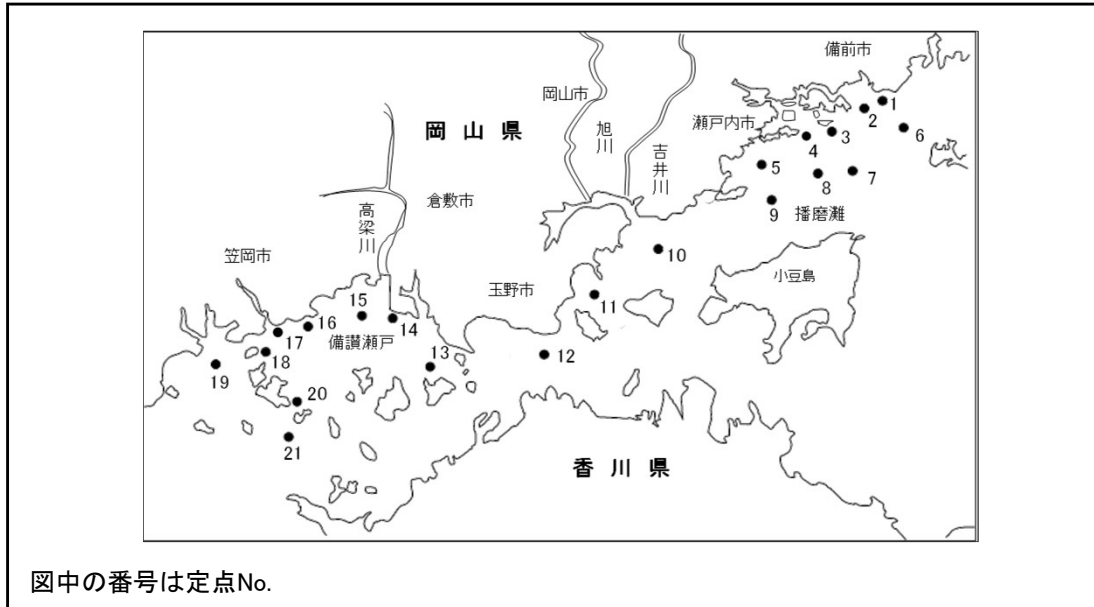 備前市
岡山市
旭川
吉井川
瀬戸内市
岡山県
倉敷市
高梁川
笠岡市
玉野市
播磨灘
小豆島
備讃瀬戸
香川県
1
2
3
4
5
6
7
8
9
10
11
12
13
14
15
16
17
18
19
20
21
図中の番号は定点No.